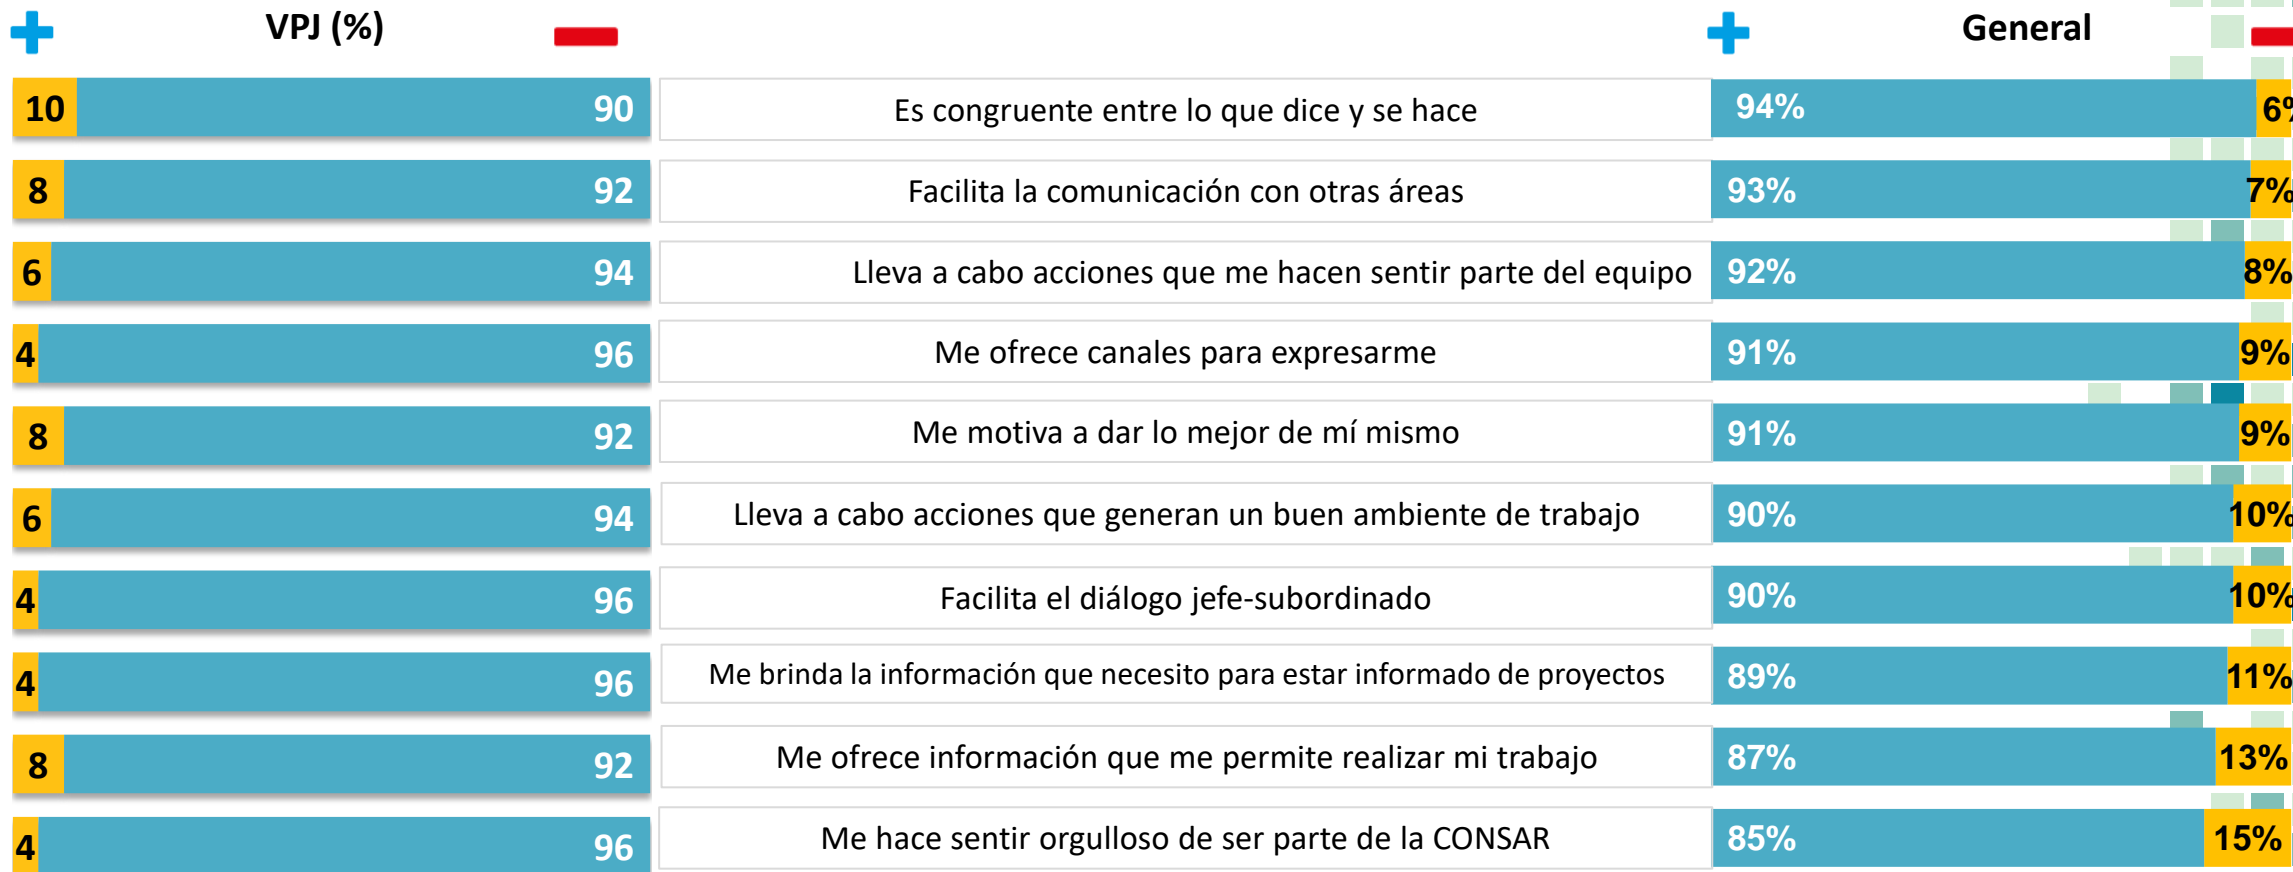 VPJ (%) General
10 90 Es congruente entre lo que dice y se hace 94% 6%
8 92 Facilita la comunicación con otras áreas 93% 7%
6 94 Lleva a cabo acciones que me hacen sentir parte del equipo 92% 8%
4 96 Me ofrece canales para expresarme 91% 9%
8 92 Me motiva a dar lo mejor de mí mismo 91% 9%
6 94 Lleva a cabo acciones que generan un buen ambiente de trabajo 90% 10%
4 96 Facilita el diálogo jefe-subordinado 90% 10%
4 96 Me brinda la información que necesito para estar informado de proyectos 89% 11%
8 92 Me ofrece información que me permite realizar mi trabajo 87% 13%
4 96 Me hace sentir orgulloso de ser parte de la CONSAR 85% 15%